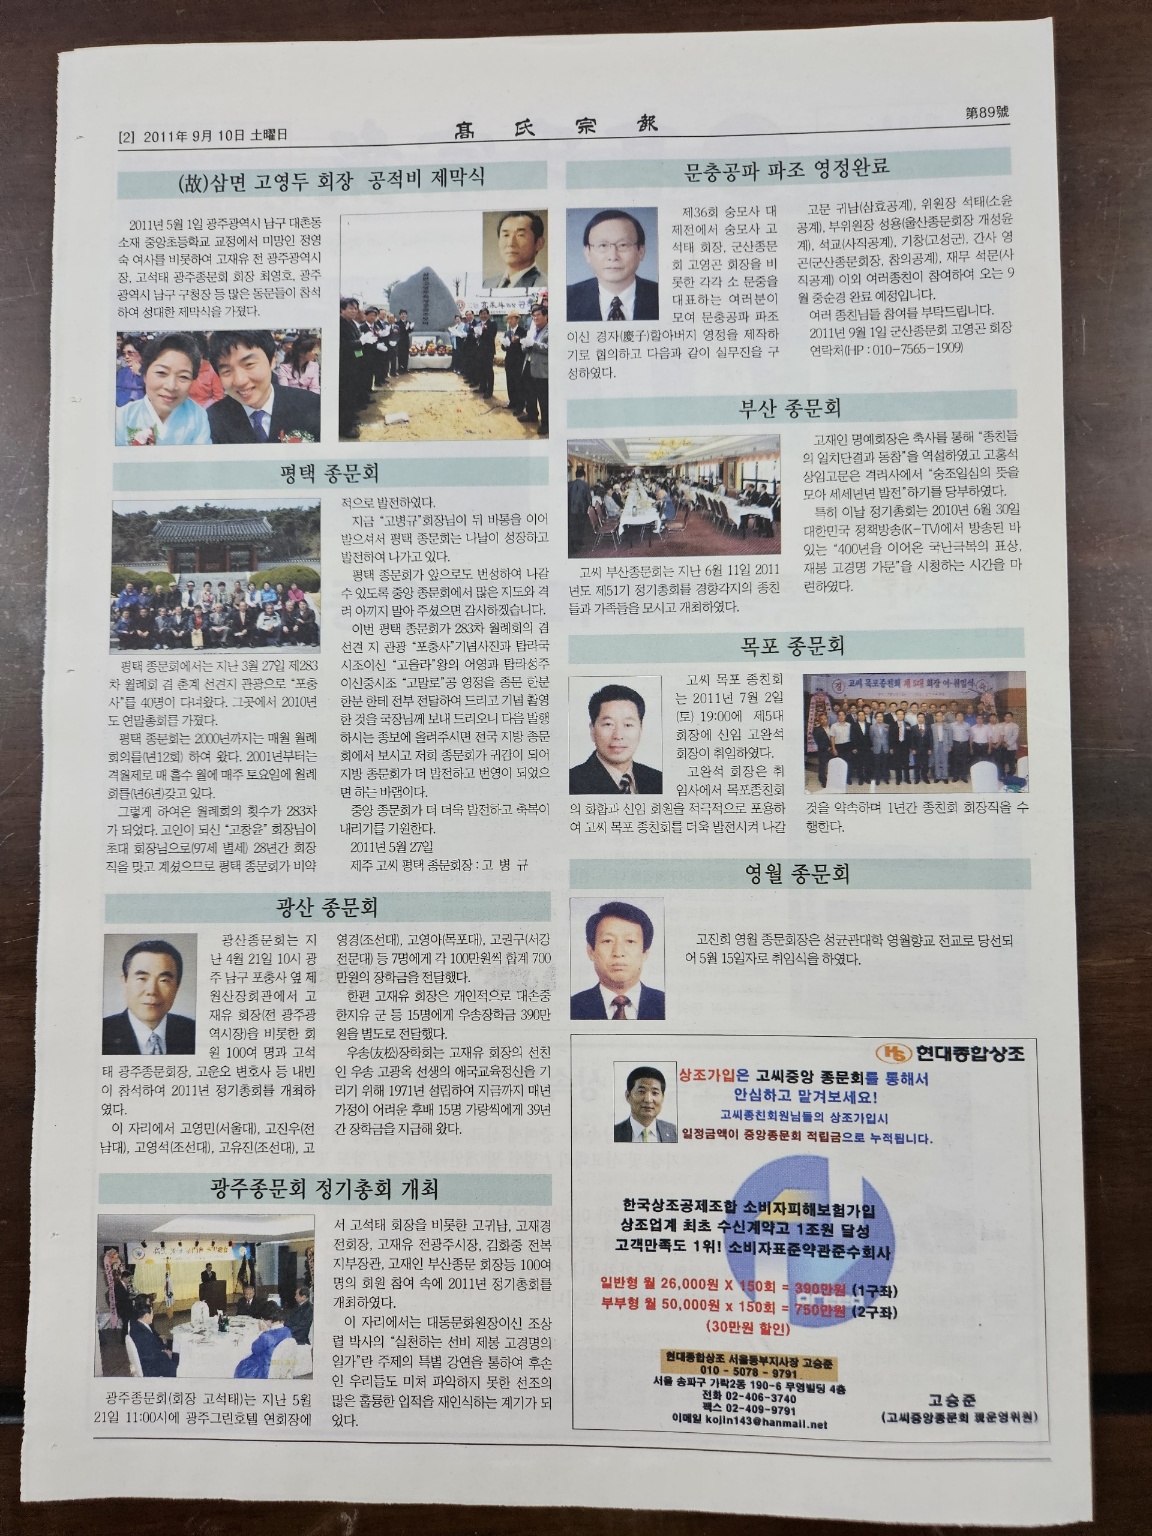 [2] 2011年 9月 10日 土曜日
高 氏 宗 報
第89號
(故)삼면 고영두 회장 공적비 제막식
2011년 5월 1일 광주광역시 남구 대촌동
소재 중앙초등학교 교정에서 미망인 정영
숙 여사를 비롯하여 고재유 전 광주광역시
장, 고석태 광주종문회 회장 최영호, 광주
광역시 남구 구청장 등 많은 동문들이 참석
하여 성대한 제막식을 가졌다.
평택 종문회
평택 종문회에서는 지난 3월 27일 제283
차 월례회 겸 춘계 선견지 관광으로 “포충
사”를 40명이 다녀왔다. 그곳에서 2010년
도 연말총회를 가졌다.
평택 종문회는 2000년까지는 매월 월례
회의를(년12회) 하여 왔다. 2001년부터는
격월제로 매 홀수 월에 매주 토요일에 월례
회를(년6회)갖고 있다.
그렇게 하여온 월례회의 횟수가 283차
가 되었다. 고인이 되신 “고창윤” 회장님이
초대 회장님으로(97세 별세) 28년간 회장
직을 맞고 계셨으므로 평택 종문회가 비약
적으로 발전하였다.
지금 “고병규”회장님이 뒤 바통을 이어
받으셔서 평택 종문회는 나날이 성장하고
발전하여 나가고 있다.
평택 종문회가 앞으로도 번성하여 나갈
수 있도록 중앙 종문회에서 많은 지도와 격
려 아끼지 말아 주셨으면 감사하겠습니다.
이번 평택 종문회가 283차 월례회의 겸
선견 지 관광 “포충사”기념사진과 탐라국
시조이신 “고을라”왕의 어영과 탐라성주
이신중시조 “고말로”공 영정을 종문 한분
한분 한테 전부 전달하여 드리고 기념 촬영
한 것을 국장님께 보내 드리오니 다음 발행
하시는 종보에 올려주시면 전국 지방 종문
회에서 보시고 저희 종문회가 귀감이 되어
지방 종문회가 더 발전하고 번영이 되었으
면 하는 바램이다.
중앙 종문회가 더 더욱 발전하고 축복이
내리기를 기원한다.
2011년 5월 27일
제주 고씨 평택 종문회장 : 고 병 규
광산 종문회
광산종문회는 지
난 4월 21일 10시 광
주 남구 포충사 옆 제
원산장회관에서 고
재유 회장(전 광주광
역시장)을 비롯한 회
원 100여 명과 고석
태 광주종문회장, 고운오 변호사 등 내빈
이 참석하여 2011년 정기총회를 개최하
였다.
이 자리에서 고영민(서울대), 고진우(전
남대), 고영석(조선대), 고유진(조선대), 고
영경(조선대), 고영아(목포대), 고권구(서강
전문대) 등 7명에게 각 100만원씩 합계 700
만원의 장학금을 전달했다.
한편 고재유 회장은 개인적으로 대손중
한지유 군 등 15명에게 우송장학금 390만
원을 별도로 전달했다.
우송(友松)장학회는 고재유 회장의 선친
인 우송 고광옥 선생의 애국교육정신을 기
리기 위해 1971년 설립하여 지금까지 매년
가정이 어려운 후배 15명 가량씩에게 39년
간 장학금을 지급해 왔다.
광주종문회 정기총회 개최
광주종문회(회장 고석태)는 지난 5월
21일 11:00시에 광주그린호텔 연회장에
서 고석태 회장을 비롯한 고귀남, 고재경
전회장, 고재유 전광주시장, 김화중 전복
지부장관, 고재인 부산종문 회장등 100여
명의 회원 참여 속에 2011년 정기총회를
개최하였다.
이 자리에서는 대동문화원장이신 조상
렬 박사의 “실천하는 선비 제봉 고경명의
일가”란 주제의 특별 강연을 통하여 후손
인 우리들도 미처 파악하지 못한 선조의
많은 훌륭한 입적을 재인식하는 계기가 되
었다.
문충공파 파조 영정완료
제36회 숭모사 대
제전에서 숭모사 고
석태 회장, 군산종문
회 고영곤 회장을 비
롯한 각각 소 문중을
대표하는 여러분이
모여 문충공파 파조
이신 경자(慶子)할아버지 영정을 제작하
기로 협의하고 다음과 같이 실무진을 구
성하였다.
고문 귀남(삼효공계), 위원장 석태(소윤
공계), 부위원장 성용(울산종문회장 개성윤
계), 석교(사직공계), 기창(고성군), 간사 영
곤(군산종문회장, 참의공계), 재무 석문(사
직공계) 이외 여러종친이 참여하여 오는 9
월 중순경 완료 예정입니다.
여러 종친님들 참여를 부탁드립니다.
2011년 9월 1일 군산종문회 고영곤 회장
연락처(HP : 010-7565-1909)
부산 종문회
고씨 부산종문회는 지난 6월 11일 2011
년도 제51기 정기총회를 경향각지의 종친
들과 가족들을 모시고 개최하였다.
고재인 명예회장은 축사를 통해 “종친들
의 일치단결과 동참”을 역섭하였고 고홍석
상임고문은 격리사에서 “숭조일심의 뜻을
모아 세세년년 발전”하기를 당부하였다.
특히 이날 정기총회는 2010년 6월 30일
대한민국 정책방송(K-TV)에서 방송된 바
있는 “400년을 이어온 국난극복의 표상,
재봉 고경명 가문”을 시청하는 시간을 마
련하였다.
목포 종문회
고씨 목포 종친회
는 2011년 7월 2일
(토) 19:00에 제5대
회장에 신임 고완석
회장이 취임하였다.
고완석 회장은 취
임사에서 목포종친회
의 화합과 신임 회원을 적극적으로 포용하
여 고씨 목포 종친회를 더욱 발전시켜 나갈
고씨 목포종친회 제5대 회장 이·취임식
것을 약속하며 1년간 종친회 회장직을 수
행한다.
영월 종문회
고진희 영월 종문회장은 성균관대학 영월향교 전교로 당선되
어 5월 15일자로 취임식을 하였다.
HS 현대종합상조
상조가입은 고씨중앙 종문회를 통해서
안심하고 맡겨보세요!
고씨종친회원님들의 상조가입시
일정금액이 중앙종문회 적립금으로 누적됩니다.
한국상조공제조합 소비자피해보험가입
상조업계 최초 수신계약고 1조원 달성
고객만족도 1위! 소비자표준약관준수회사
일반형 월 26,000원 X 150회 = 390만원 (1구좌)
부부형 월 50,000원 x 150회 = 750만원 (2구좌)
(30만원 할인)
현대종합상조 서울동부지사장 고승준
010 - 5078 - 9791
서울 송파구 가락2동 190-6 무영빌딩 4층
전화 02-406-3740
팩스 02-409-9791
이메일 kojin143@hanmail.net
고승준
(고씨중앙종문회 現운영위원)